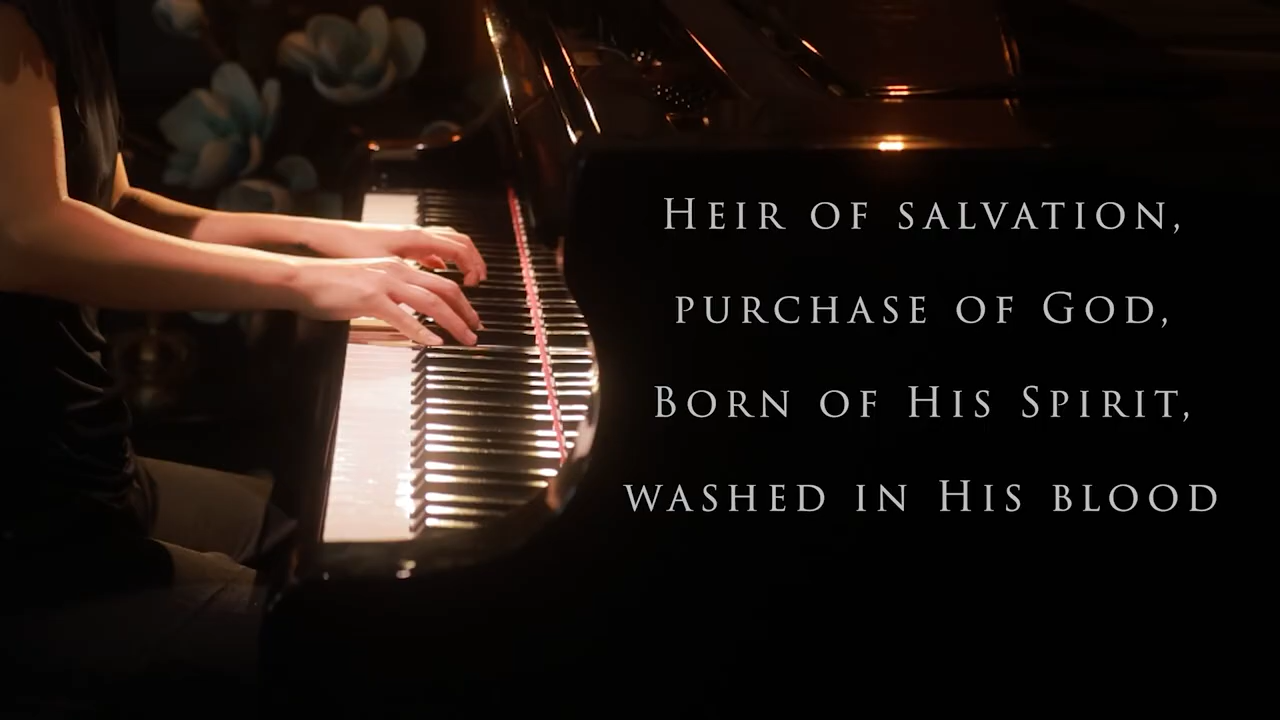 Heir of salvation,
purchase of God,
Born of His Spirit,
washed in His blood